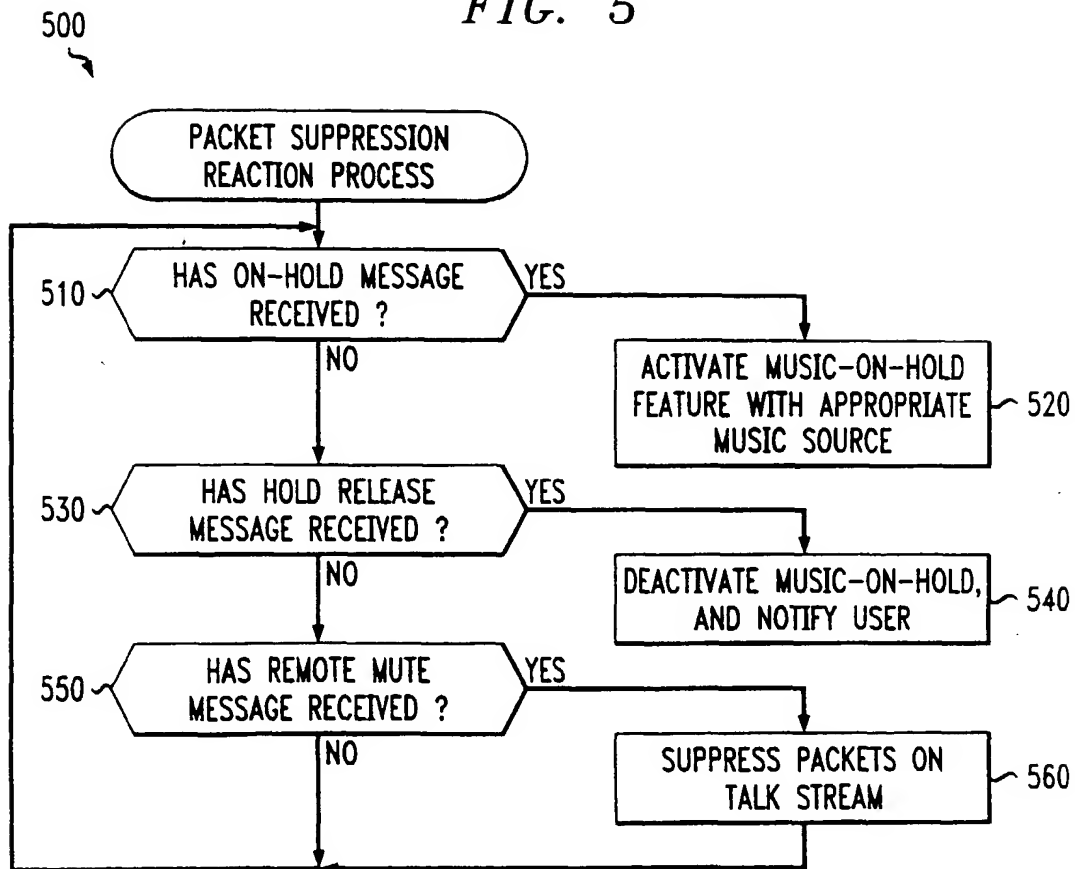 FIG. 5
500
PACKET SUPPRESSION
REACTION PROCESS
510
HAS ON-HOLD MESSAGE
RECEIVED ?
YES
NO
ACTIVATE MUSIC-ON-HOLD
FEATURE WITH APPROPRIATE
MUSIC SOURCE
520
530
HAS HOLD RELEASE
MESSAGE RECEIVED ?
YES
NO
DEACTIVATE MUSIC-ON-HOLD,
AND NOTIFY USER
540
550
HAS REMOTE MUTE
MESSAGE RECEIVED ?
YES
NO
SUPPRESS PACKETS ON
TALK STREAM
560